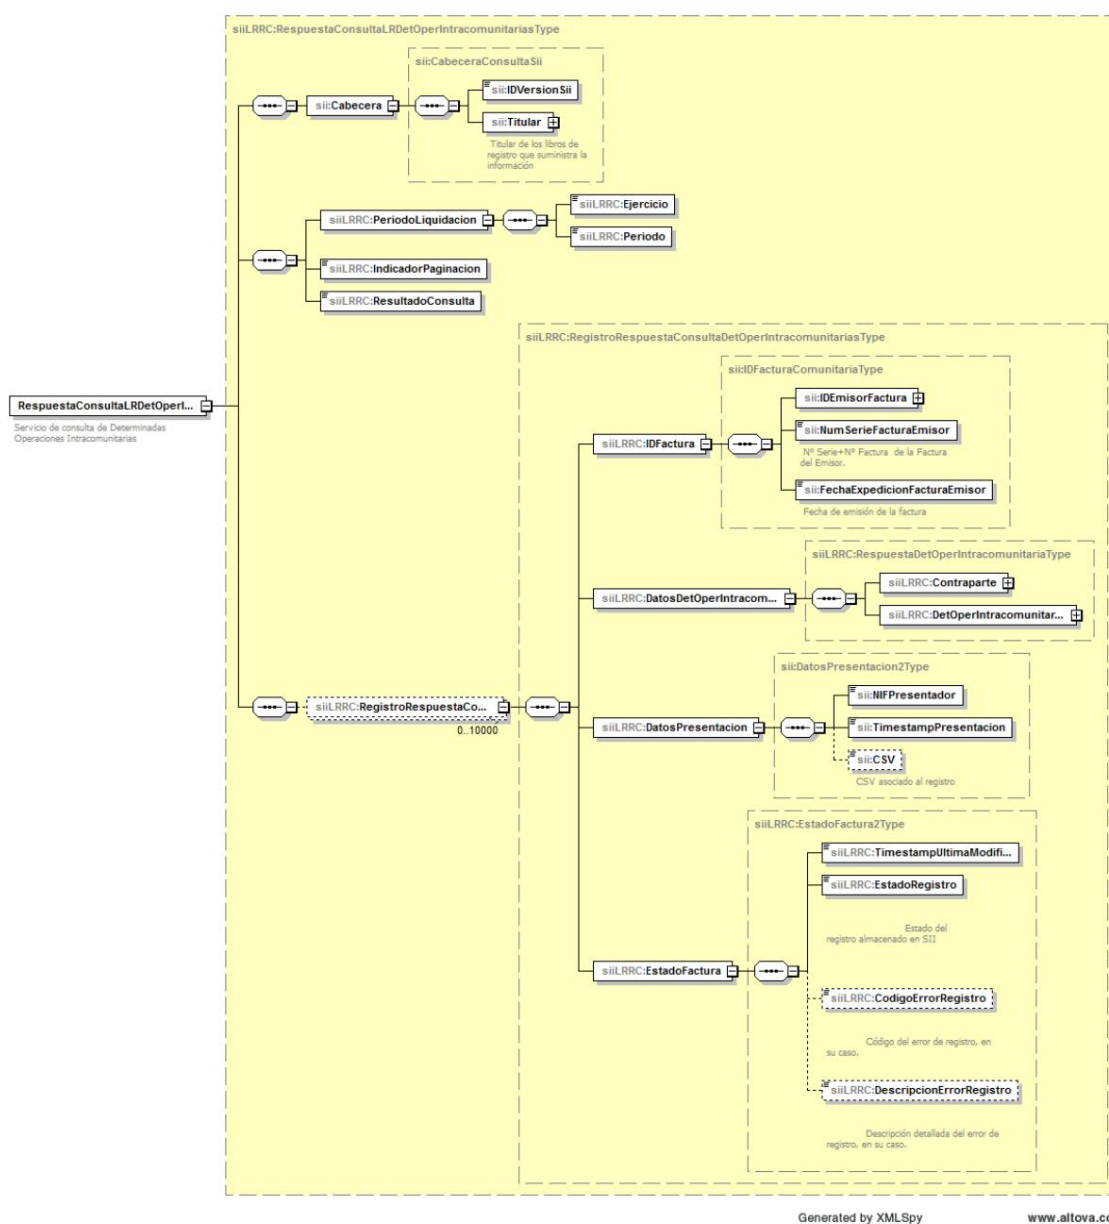 siiLRRC:RespuestaConsultaLRDetOperIntracomunitariasType
sii:CabeceraConsultaSii
sii:IDVersionSii
sii:Cabecera
sii:Titular
Titular de los libros de
registro que suministra la
información
siiLRRC:PeriodoLiquidacion
siiLRRC:Ejercicio
siiLRRC:Periodo
siiLRRC:IndicadorPaginacion
siiLRRC:ResultadoConsulta
siiLRRC:RegistroRespuestaConsultaDetOperIntracomunitariasType
sii:IDFacturaComunitariaType
RespuestaConsultaLRDetOperI...
Servicio de consulta de Determinadas
Operaciones Intracomunitarias
sii:IDEmisorFactura
siiLRRC:IDFactura
sii:NumSerieFacturaEmisor
Nº Serie+Nº Factura de la Factura
del Emisor.
sii:FechaExpedicionFacturaEmisor
Fecha de emisión de la factura
siiLRRC:RespuestaDetOperIntracomunitariaType
siiLRRC:DatosDetOperIntracom...
siiLRRC:Contraparte
siiLRRC:DetOperIntracomunitar...
sii:DatosPresentacion2Type
siiLRRC:RegistroRespuestaCo...
0..10000
siiLRRC:DatosPresentacion
sii:NIFPresentador
sii:TimestampPresentacion
sii:CSV
CSV asociado al registro
siiLRRC:EstadoFactura2Type
siiLRRC:TimestampUltimaModifi...
siiLRRC:EstadoRegistro
Estado del
registro almacenado en SII
siiLRRC:EstadoFactura
siiLRRC:CodigoErrorRegistro
Código del error de registro, en
su caso.
siiLRRC:DescripcionErrorRegistro
Descripción detallada del error de
registro, en su caso.
Generated by XMLSpy
www.altova.co